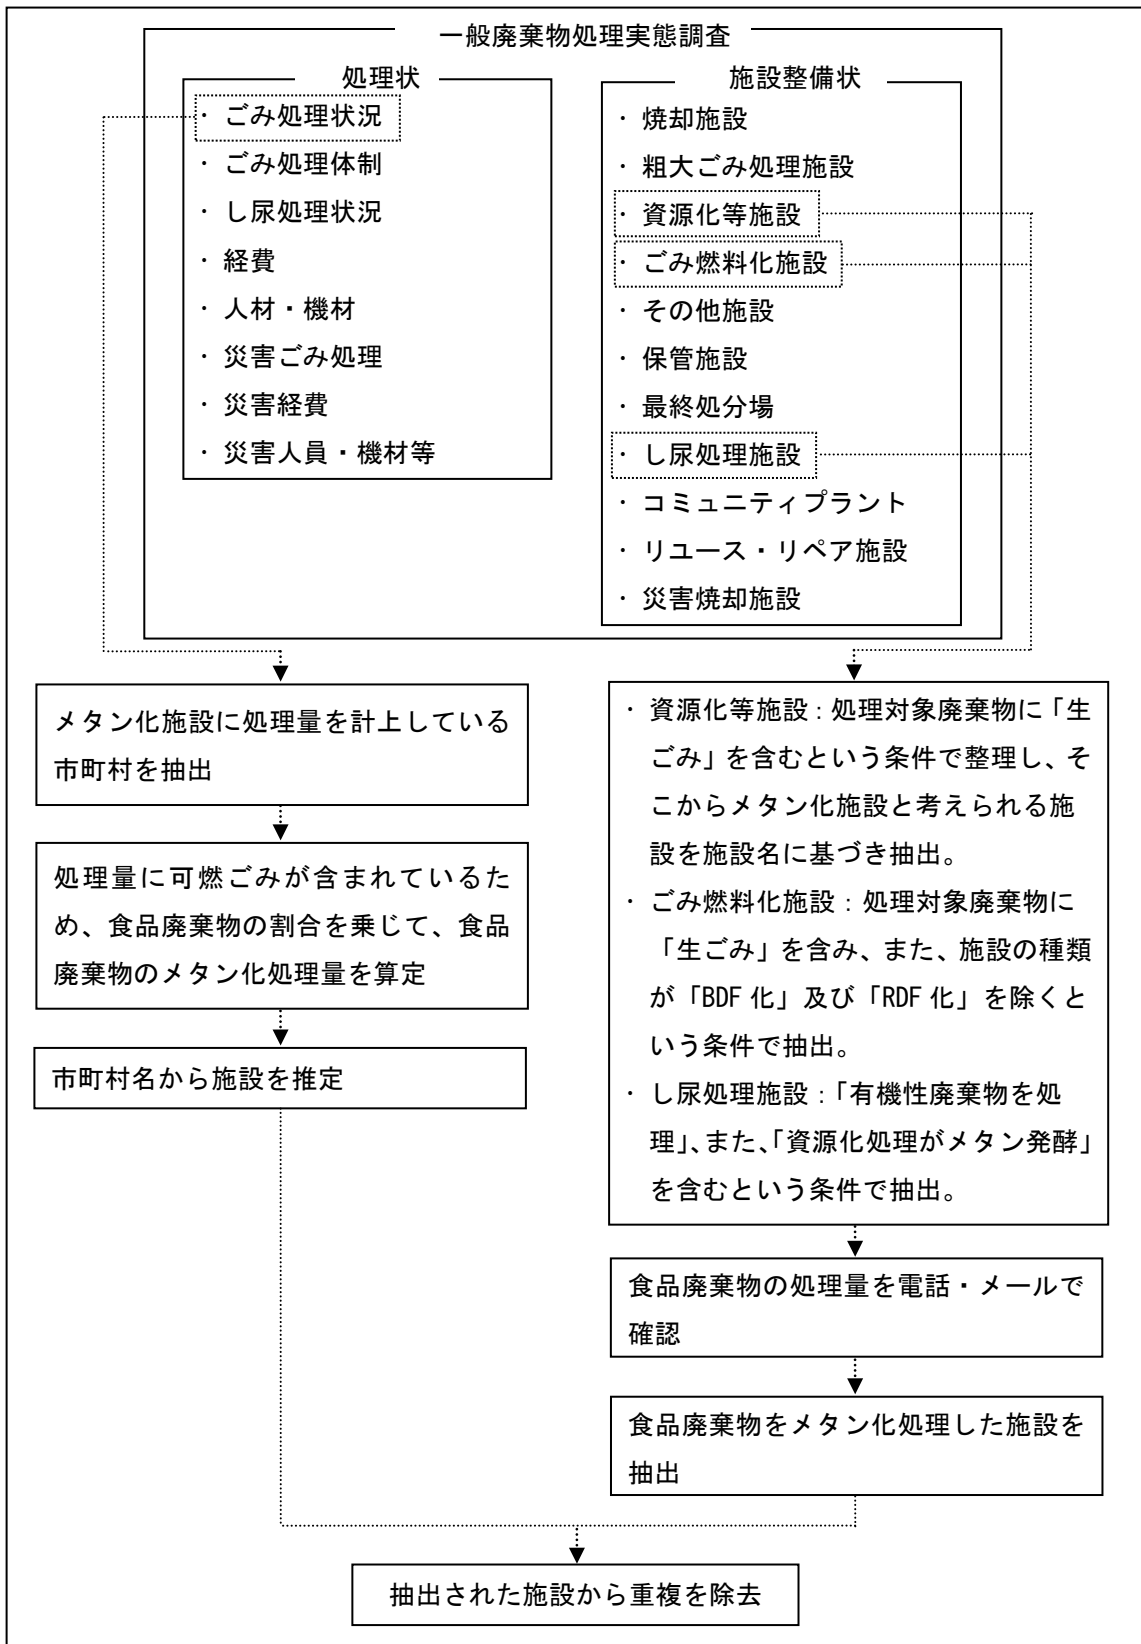 一般廃棄物処理実態調査
処理状
・ ごみ処理状況
・ ごみ処理体制
・ し尿処理状況
・ 経費
・ 人材・機材
・ 災害ごみ処理
・ 災害経費
・ 災害人員・機材等
施設整備状
・ 焼却施設
・ 粗大ごみ処理施設
・ 資源化等施設
・ ごみ燃料化施設
・ その他施設
・ 保管施設
・ 最終処分場
・ し尿処理施設
・ コミュニティプラント
・ リユース・リペア施設
・ 災害焼却施設
メタン化施設に処理量を計上している
市町村を抽出
処理量に可燃ごみが含まれているた
め、食品廃棄物の割合を乗じて、食品
廃棄物のメタン化処理量を算定
市町村名から施設を推定
・ 資源化等施設：処理対象廃棄物に「生
ごみ」を含むという条件で整理し、そ
こからメタン化施設と考えられる施
設を施設名に基づき抽出。
・ ごみ燃料化施設：処理対象廃棄物に
「生ごみ」を含み、また、施設の種類
が「BDF 化」及び「RDF 化」を除くと
いう条件で抽出。
・ し尿処理施設：「有機性廃棄物を処
理」、また、「資源化処理がメタン発酵」
を含むという条件で抽出。
食品廃棄物の処理量を電話・メールで
確認
食品廃棄物をメタン化処理した施設を
抽出
抽出された施設から重複を除去